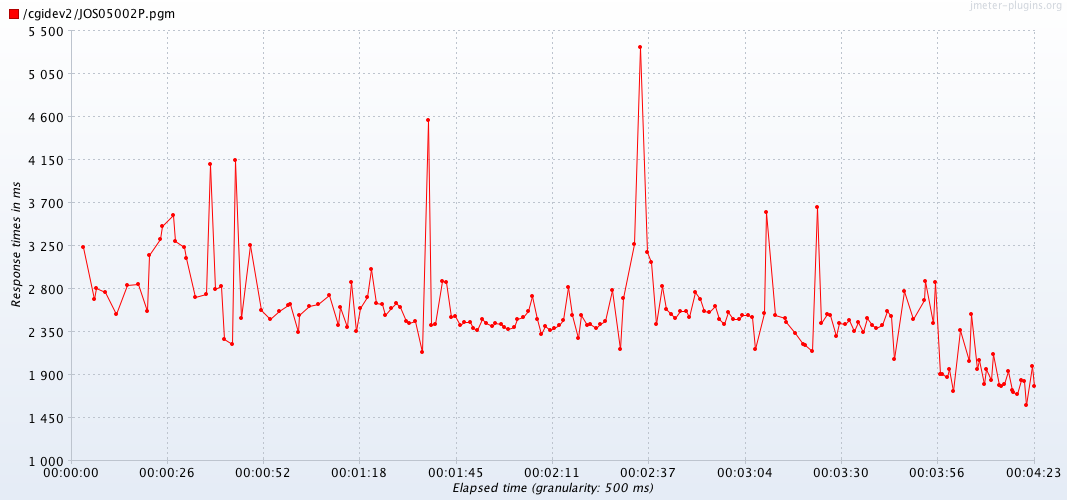 jmeter-plugins.org
/cgidev2/JOS05002P.pgm
5 500
5 050
4 600
4 150
3 700
3 250
2 800
2 350
1 900
1 450
1 000
Response times in ms
00:00:00 00:00:26 00:00:52 00:01:18 00:01:45 00:02:11 00:02:37 00:03:04 00:03:30 00:03:56 00:04:23
Elapsed time (granularity: 500 ms)